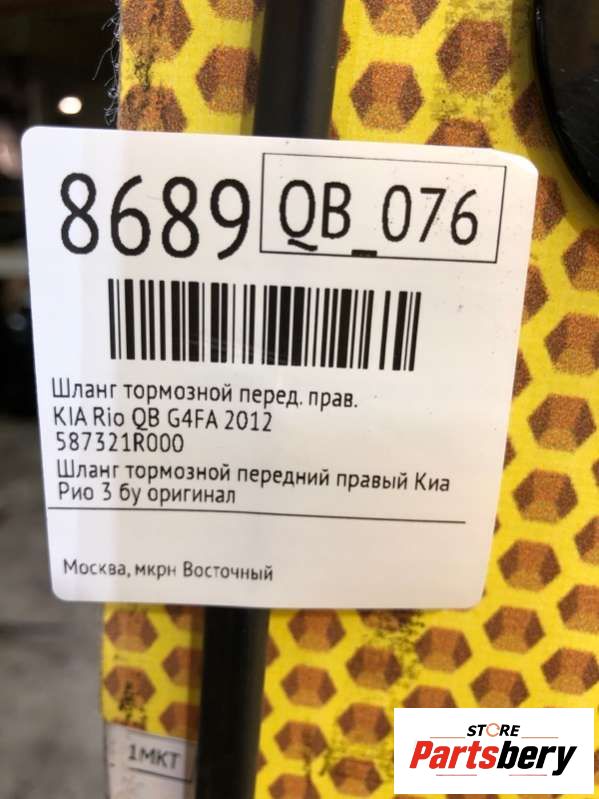 8689 QB_076
Шланг тормозной перед. прав.
KIA Rio QB G4FA 2012
587321R000
Шланг тормозной передний правый Киа
Рио 3 бу оригинал
Москва, мкрн Восточный
1МКТ
STORE
Partsbery